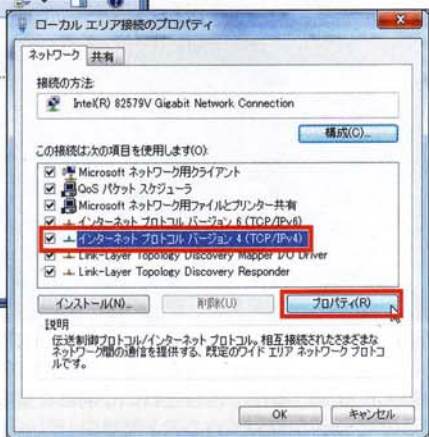 ローカル エリア接続のプロパティ
ネットワーク 共有
接続の方法:
Intel(R) 82579V Gigabit Network Connection
構成(C)...
この接続は次の項目を使用します(O):
Microsoft ネットワーク用クライアント
QoS パケット スケジューラ
Microsoft ネットワーク用ファイルとプリンター共有
インターネット プロトコル バージョン 6 (TCP/IPv6)
インターネット プロトコル バージョン 4 (TCP/IPv4)
Link-Layer Topology Discovery Mapper I/O Driver
Link-Layer Topology Discovery Responder
インストール(N)... 削除(U) プロパティ(R)
説明
伝送制御プロトコル/インターネット プロトコル。相互接続されたさまざまな
ネットワーク間の通信を提供する、既定のワイド エリア ネットワーク プロトコ
ルです。
OK キャンセル